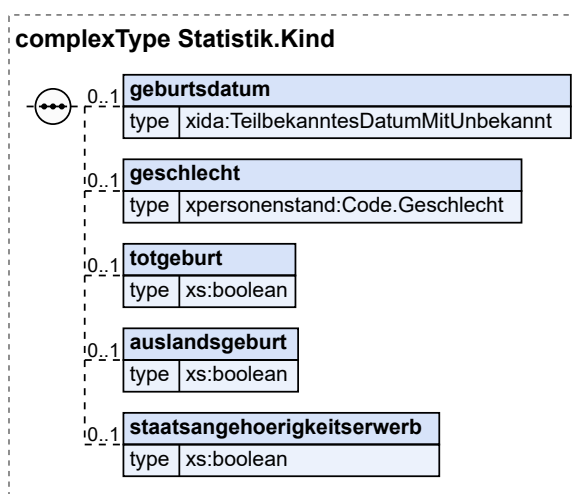 complexType Statistik.Kind
0..1 geburtsdatum
type xida:TeilbekanntesDatumMitUnbekannt
0..1 geschlecht
type xpersonenstand:Code.Geschlecht
0..1 totgeburt
type xs:boolean
0..1 auslandsgeburt
type xs:boolean
0..1 staatsangehoerigkeitserwerb
type xs:boolean